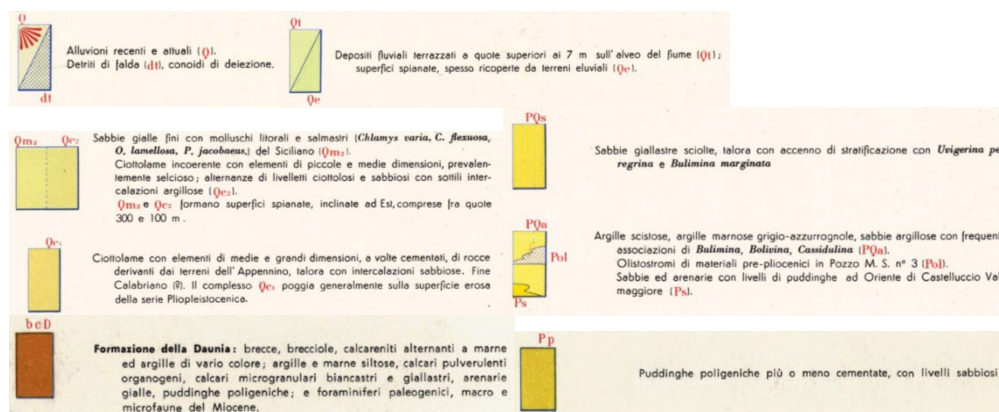 Q
Alluvioni recenti e attuali (Q).
Detriti di falda (dt), conoidi di deiezione.
dt
Qt
Depositi fluviali terrazzati a quote superiori ai 7 m sull'alveo del fiume (Qt);
superfici spianate, spesso ricoperte da terreni eluviali (Qe).
Qe
Qm₂ Qc₂
Sabbie gialle fini con molluschi litorali e salmastri (Chlamys varia, C. flexuosa,
O. lamellosa, P. jacobaeus,) del Siciliano (Qm₂).
Ciottolame incoerente con elementi di piccole e medie dimensioni, prevalen-
temente selcioso; alternanze di livelletti ciottolosi e sabbiosi con sottili inter-
calazioni argillose (Qc₂).
Qm₂ e Qc₂ formano superfici spianate, inclinate ad Est, comprese fra quote
300 e 100 m.
Qc₁
Ciottolame con elementi di medie e grandi dimensioni, a volte cementati, di rocce
derivanti dai terreni dell'Appennino, talora con intercalazioni sabbiose. Fine
Calabriano (?). Il complesso Qc₁ poggia generalmente sulla superficie erosa
della serie Pliopleistocenica.
bcD
Formazione della Daunia: brecce, brecciole, calcareniti alternanti a marne
ed argille di vario colore; argille e marne siltose, calcari pulverulenti
organogeni, calcari microgranulari biancastri e giallastri, arenarie
gialle, puddinghe poligeniche; e foraminiferi paleogenici, macro e
microfaune del Miocene.
PQs
Sabbie giallastre sciolte, talora con accenno di stratificazione con Uvigerina pe
regrina e Bulimina marginata
PQa
Pol
Ps
Argille scistose, argille marnose grigio-azzurrognole, sabbie argillose con frequent
associazioni di Bulimina, Bolivina, Cassidulina (PQa).
Olistostromi di materiali pre-pliocenici in Pozzo M. S. n° 3 (Pol).
Sabbie ed arenarie con livelli di puddinghe ad Oriente di Castelluccio Val
maggiore (Ps).
Pp
Puddinghe poligeniche più o meno cementate, con livelli sabbiosi